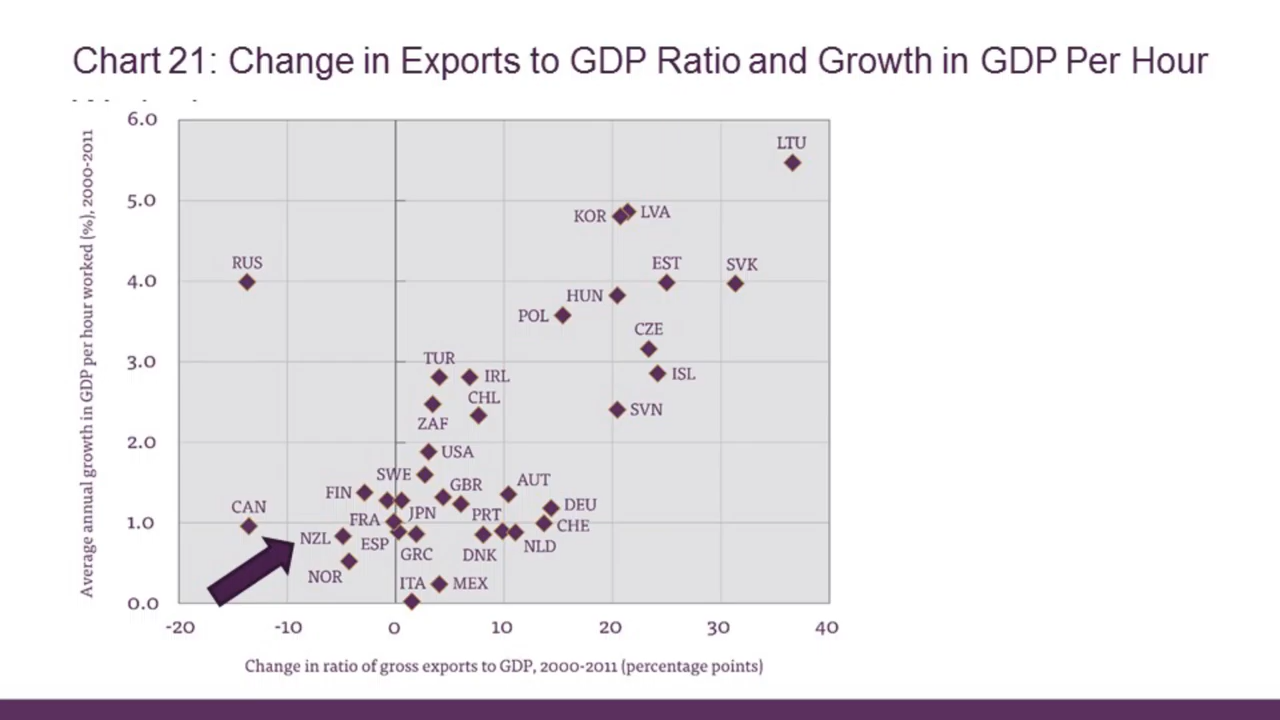 Chart 21: Change in Exports to GDP Ratio and Growth in GDP Per Hour
Average annual growth in GDP per hour worked (%), 2000-2011
6.0
5.0
4.0
3.0
2.0
1.0
0.0
LTU
KOR
LVA
RUS
EST
SVK
HUN
POL
CZE
TUR
IRL
ISL
CHL
ZAF
SVN
USA
SWE
FIN
GBR
AUT
CAN
FRA
JPN
PRT
DEU
CHE
NZL
ESP
GRC
DNK
NLD
NOR
ITA
MEX
-20
-10
0
10
20
30
40
Change in ratio of gross exports to GDP, 2000-2011 (percentage points)